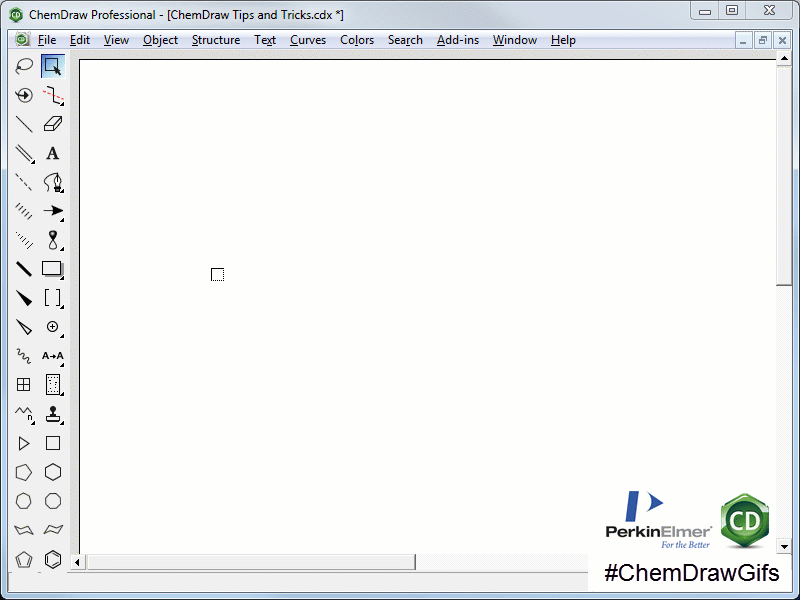 ChemDraw Professional - [ChemDraw Tips and Tricks.cdx *]
File Edit View Object Structure Text Curves Colors Search Add-ins Window Help
A
A→A
n
PerkinElmer
For the Better
CD
#ChemDrawGifs